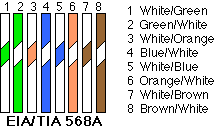 1 2 3 4 5 6 7 8
EIA/TIA 568A
1 White/Green
2 Green/White
3 White/Orange
4 Blue/White
5 White/Blue
6 Orange/White
7 White/Brown
8 Brown/White